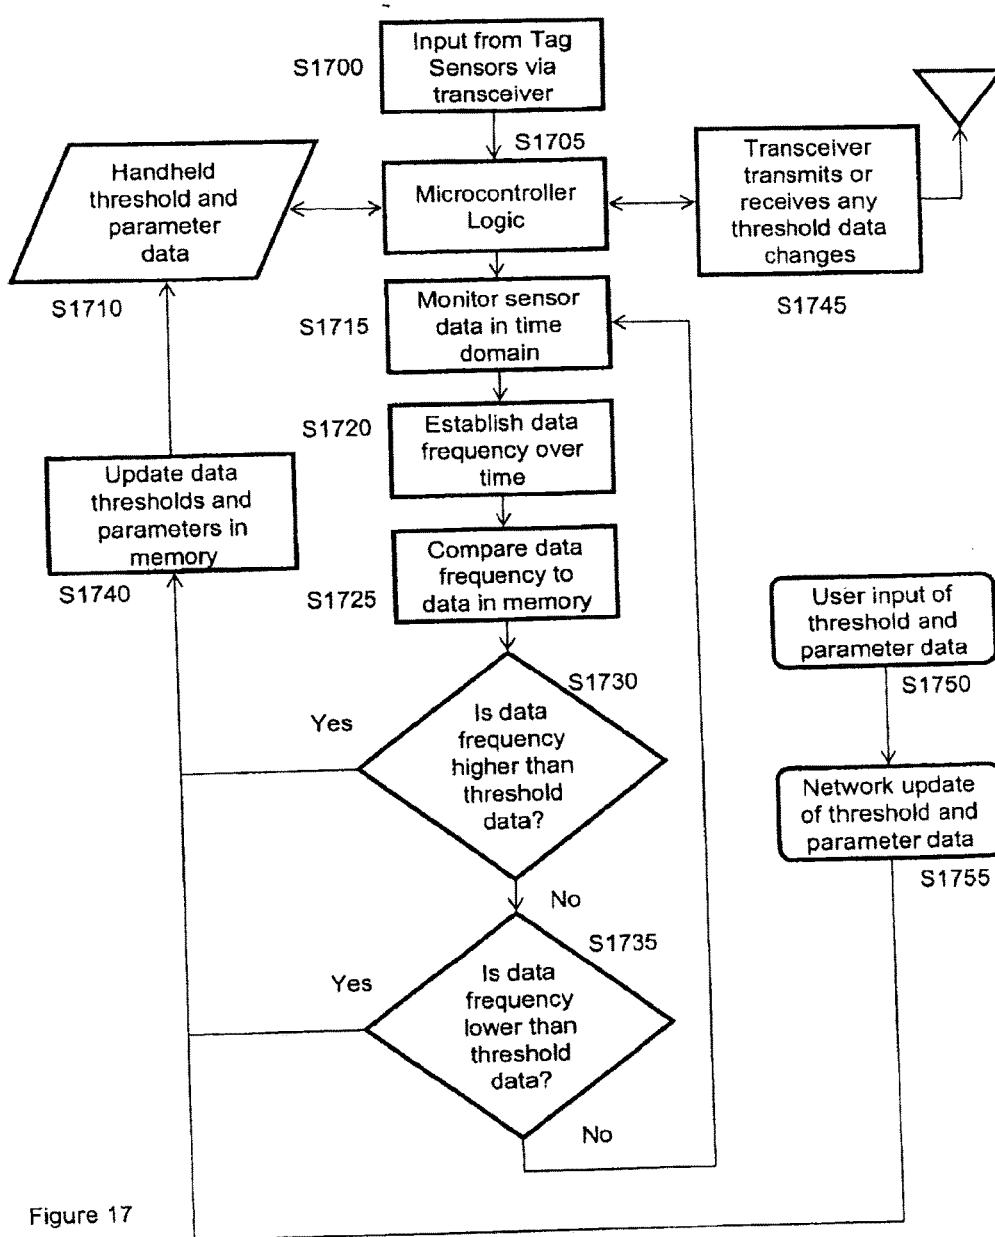 Input from Tag
Sensors via
transceiver
S1700
S1705
Handheld
threshold and
parameter
data
S1710
Microcontroller
Logic
Transceiver
transmits or
receives any
threshold data
changes
S1745
Monitor sensor
data in time
domain
S1715
Establish data
frequency over
time
S1720
Update data
thresholds and
parameters in
memory
S1740
Compare data
frequency to
data in memory
S1725
User input of
threshold and
parameter data
S1750
S1730
Yes
Is data
frequency
higher than
threshold
data?
No
Network update
of threshold and
parameter data
S1755
S1735
Yes
Is data
frequency
lower than
threshold
data?
No
Figure 17